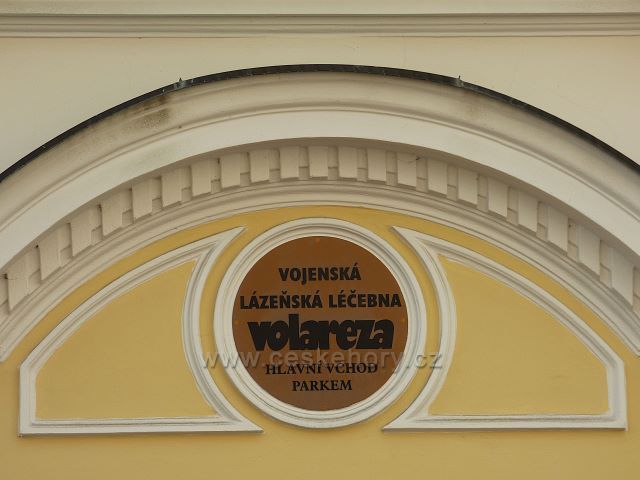 VOJENSKÁ
LÁZEŇSKÁ LÉČEBNA
volareza
www.ceskehory.cz
HLAVNÍ VCHOD
PARKEM